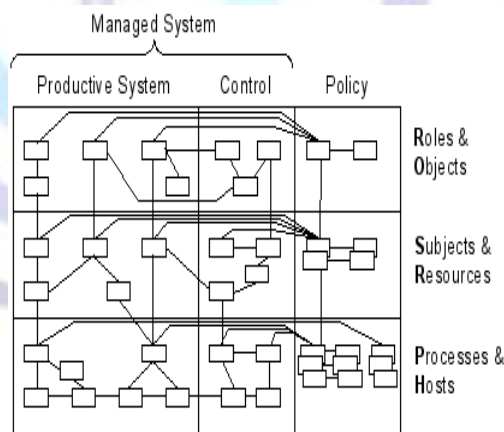 Managed System
Productive System Control Policy
Roles &
Objects
Subjects &
Resources
Processes &
Hosts